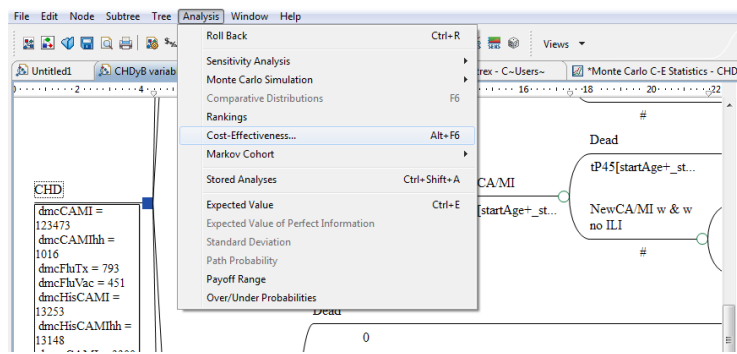 File Edit Node Subtree Tree Analysis Window Help
Roll Back Ctrl+R
Views
Sensitivity Analysis
Monte Carlo Simulation
Comparative Distributions F6
Rankings
Cost-Effectiveness... Alt+F6
Markov Cohort
Stored Analyses Ctrl+Shift+A
Expected Value Ctrl+E
Expected Value of Perfect Information
Standard Deviation
Path Probability
Payoff Range
Over/Under Probabilities
Untitled1 CHDyB variab
trex - C~Users~ *Monte Carlo C-E Statistics - CHD
2 4 16 18 20 22
#
Dead
tP45[startAge+_st...
CA/MI
[startAge+_st...
NewCA/MI w & w
no ILI
#
CHD
dmcCAMI =
123473
dmcCAMIhh =
1016
dmcFluTx = 793
dmcFluVac = 451
dmcHisCAMI =
13253
dmcHisCAMIhh =
13148
Dead
0